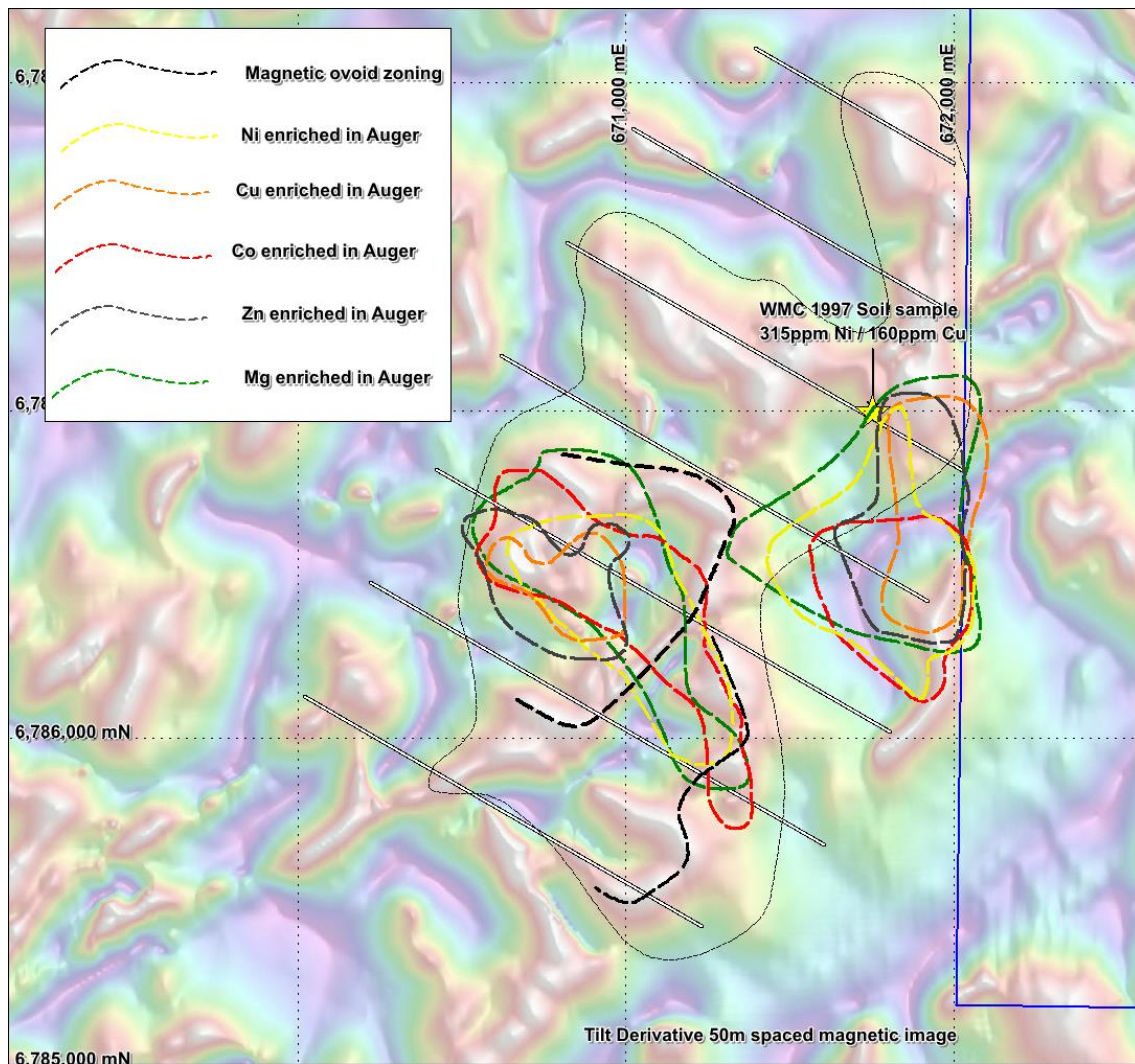 Magnetic ovoid zoning
Ni enriched in Auger
Cu enriched in Auger
Co enriched in Auger
Zn enriched in Auger
Mg enriched in Auger
671,000 mE
672,000 mE
WMC 1997 Soil sample
315ppm Ni / 160ppm Cu
6,786,000 mN
6,785,000 mN
Tilt Derivative 50m spaced magnetic image